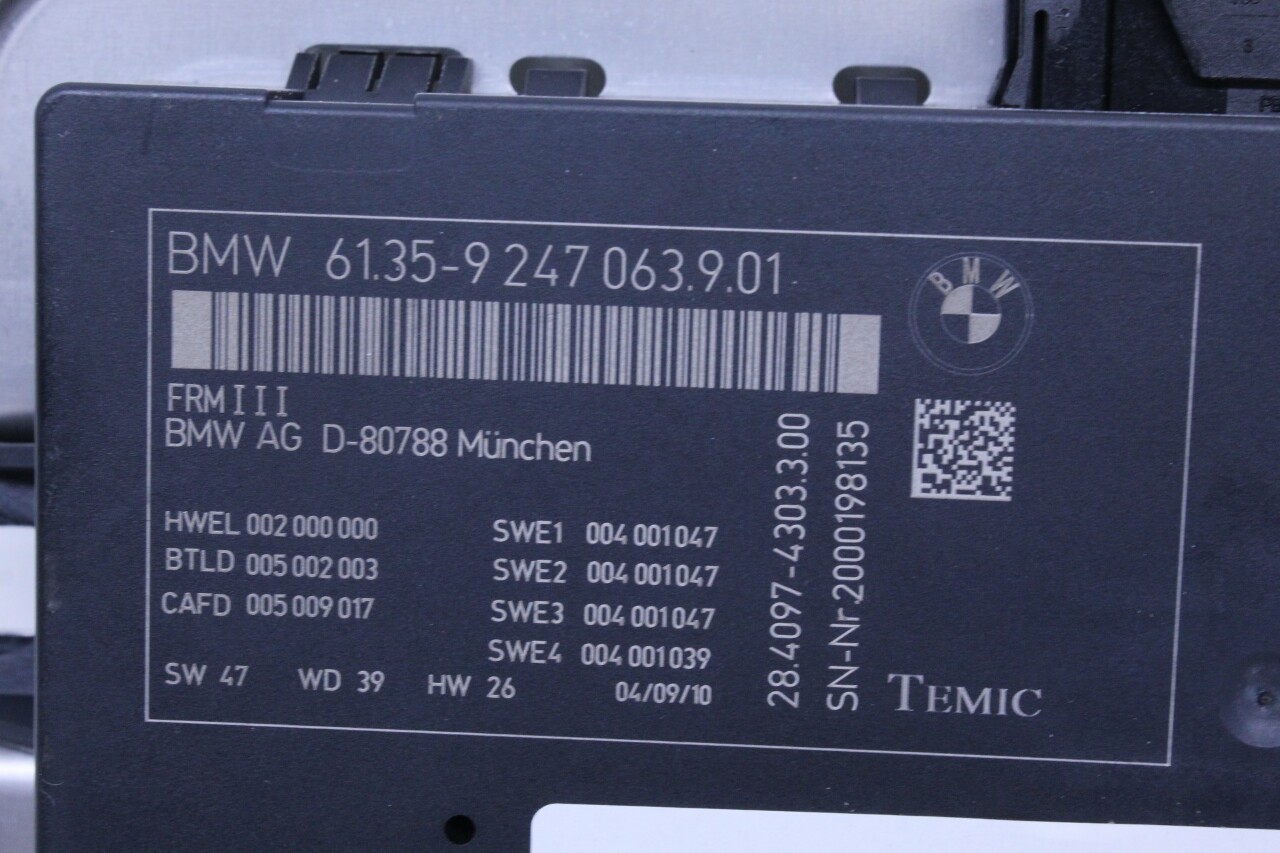 BMW 61.35-9 247 063.9.01
BMW
FRM III
BMW AG D-80788 München
HWEL 002 000 000
BTLD 005 002 003
CAFD 005 009 017
SWE1 004 001047
SWE2 004 001047
SWE3 004 001047
SWE4 004 001039
SW 47 WD 39 HW 26 04/09/10
28.4097-4303.3.00
SN-Nr.2000198135
TEMIC
3